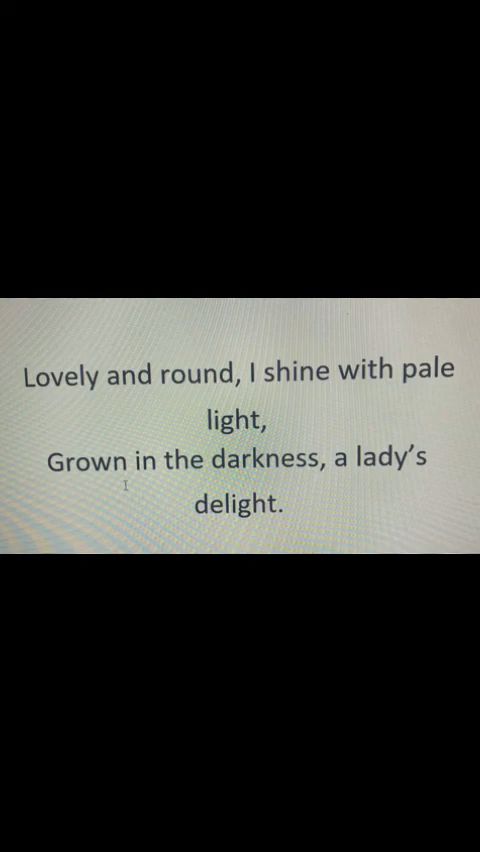 Lovely and round, I shine with pale
light,
Grown in the darkness, a lady’s
delight.